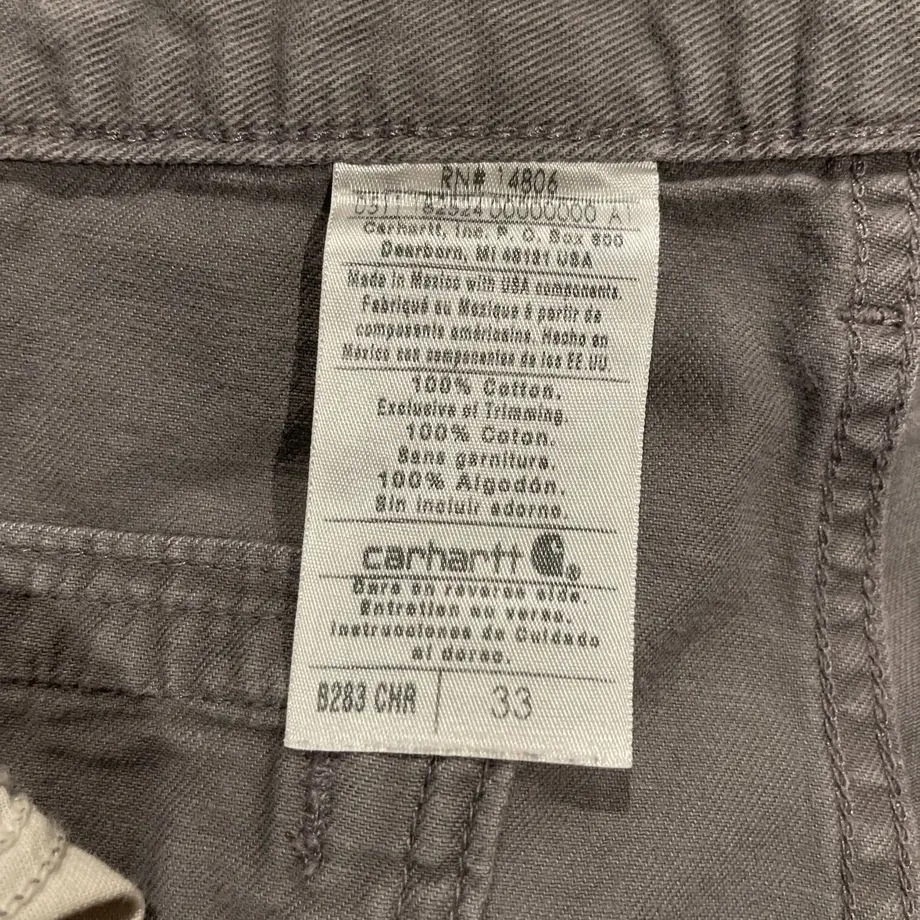 RN# 14806
00000000 A
Carhartt, Inc. P. O. Box 600
Dearborn, MI 48121 USA
Made in Mexico with USA components.
Fabriqué au Mexique à partir de
composants américains. Hecho en
Mexico con componentes de los EE.UU.
100% Cotton.
Exclusive of Trimming.
100% Coton.
Sans garniture.
100% Algodón.
Sin incluir adorno.
carhartt ®
Care on reverse side.
Entretien au verso.
Instrucciones de Cuidado
al dorso.
B283 CHR 33